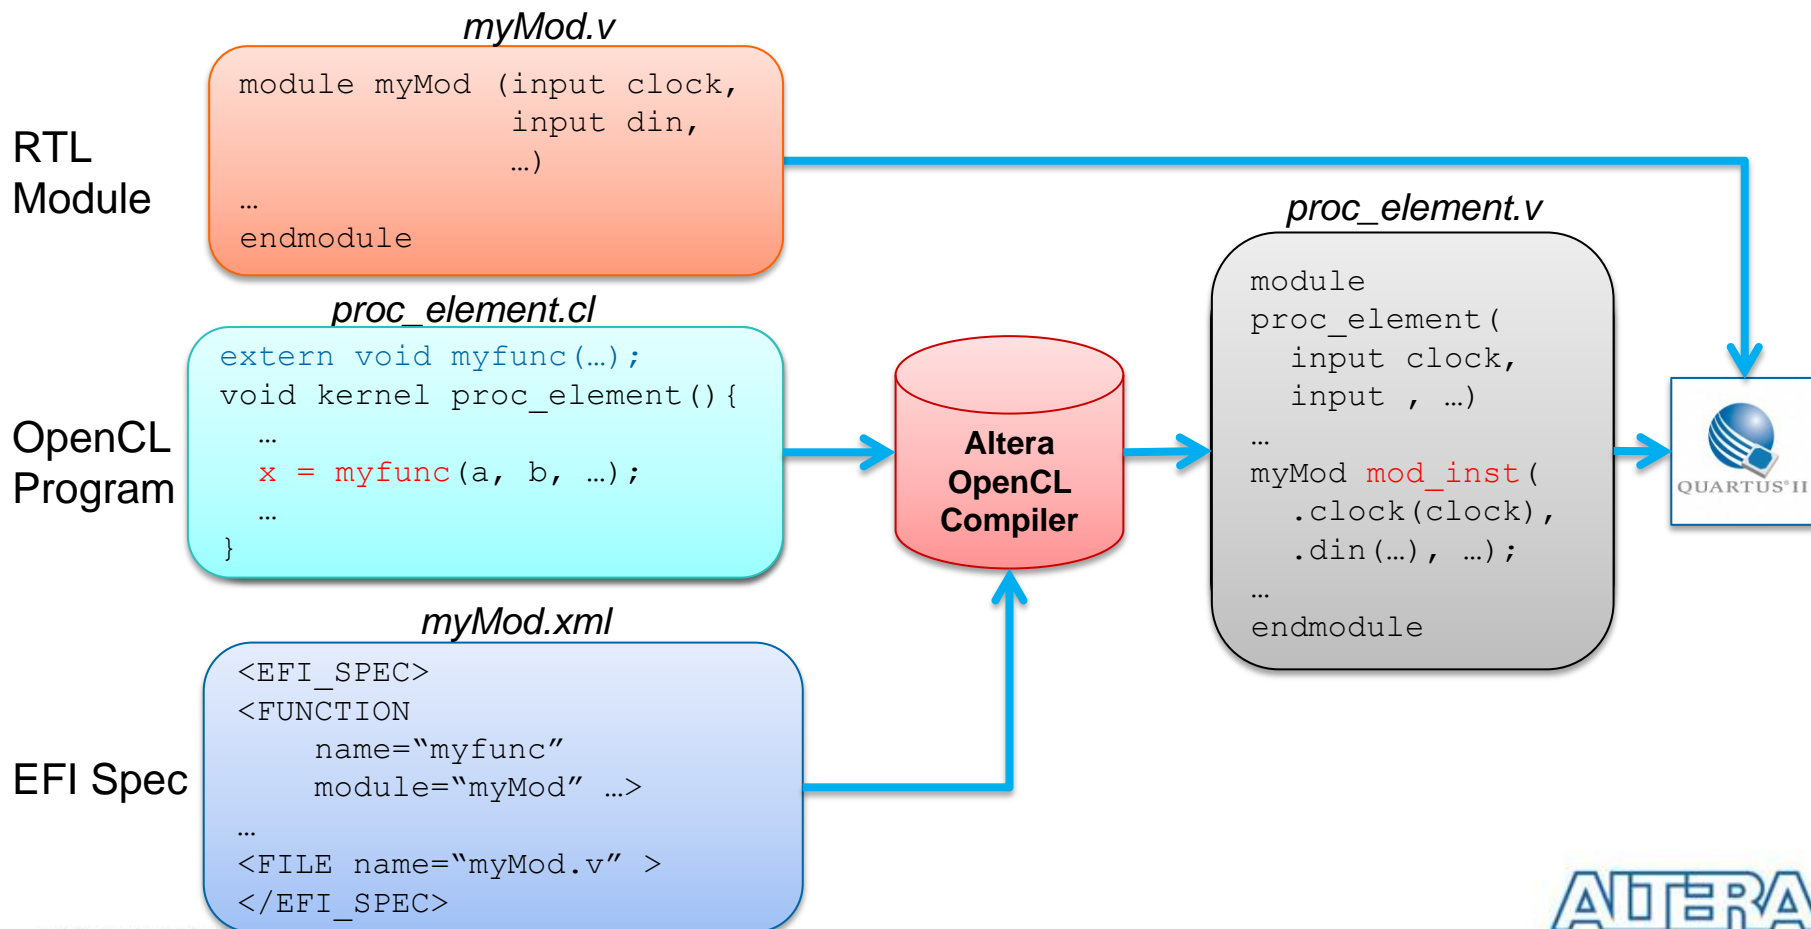 myMod.v
RTL
Module
module myMod (input clock,
input din,
…)
…
endmodule
proc_element.cl
OpenCL
Program
extern void myfunc(…);
void kernel proc_element(){
…
x = myfunc(a, b, …);
…
}
myMod.xml
EFI Spec
<EFI_SPEC>
<FUNCTION
name=“myfunc”
module=“myMod” …>
…
<FILE name=“myMod.v” >
</EFI_SPEC>
Altera
OpenCL
Compiler
proc_element.v
module
proc_element(
input clock,
input , …)
…
myMod mod_inst(
.clock(clock),
.din(…), …);
…
endmodule
QUARTUS®II
ALTERA